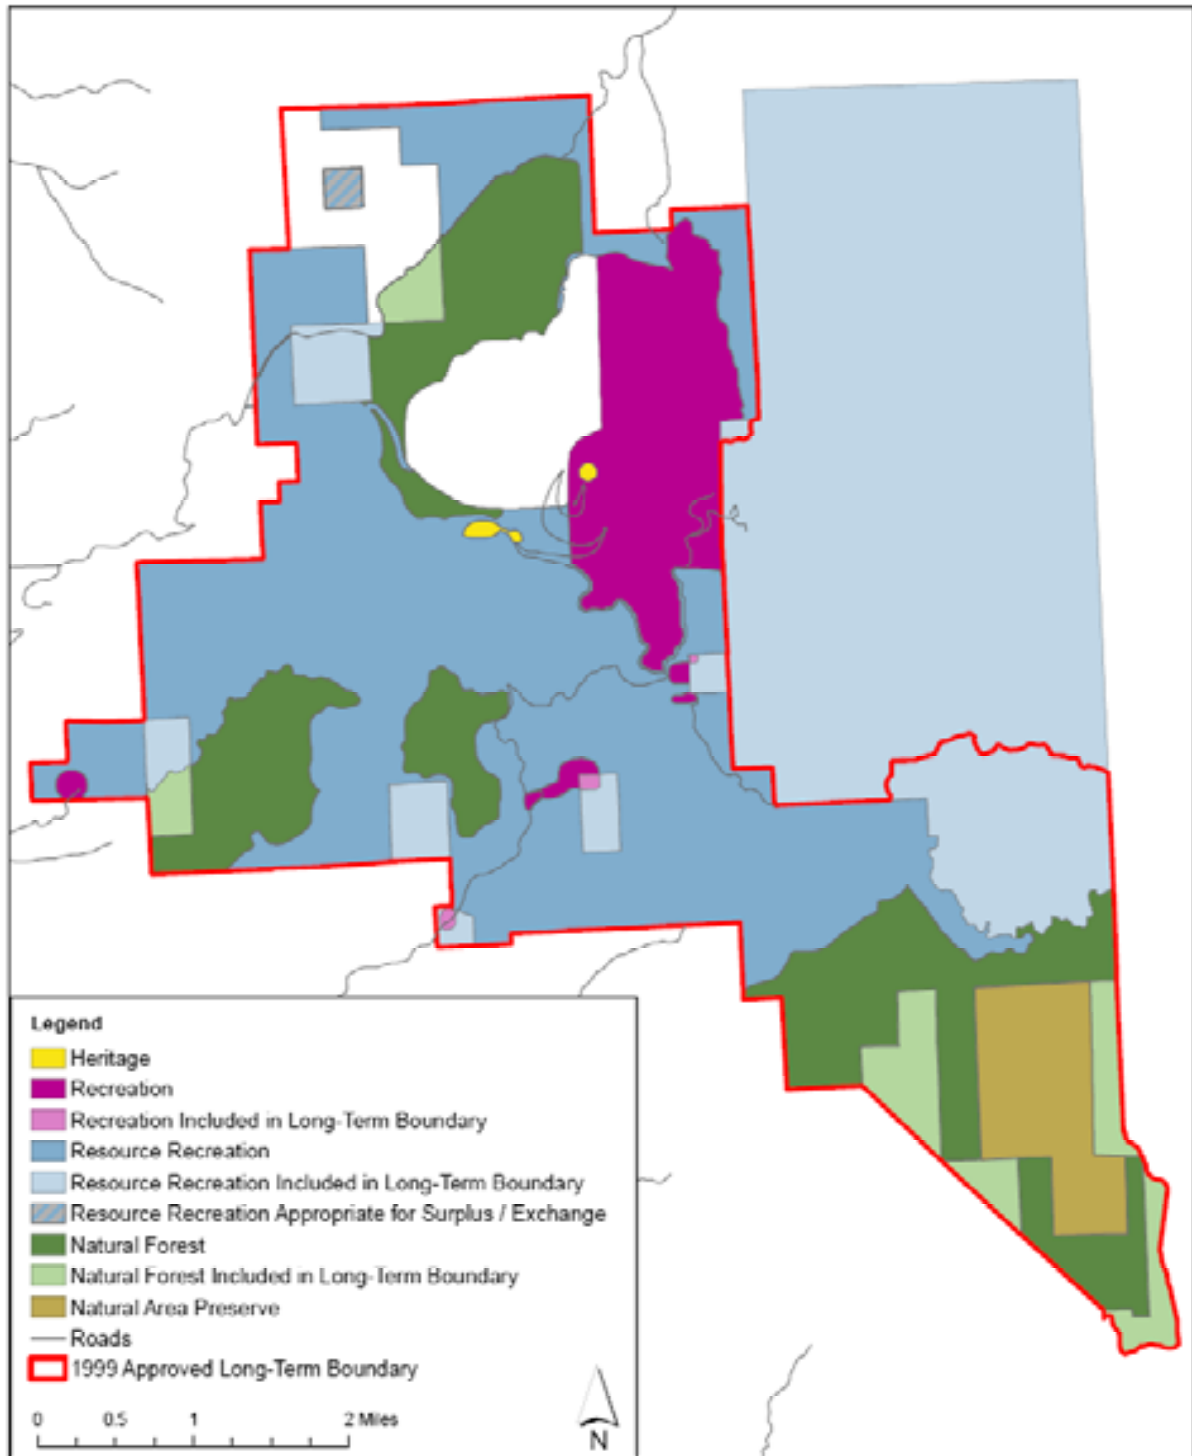 Legend
Heritage
Recreation
Recreation Included in Long-Term Boundary
Resource Recreation
Resource Recreation Included in Long-Term Boundary
Resource Recreation Appropriate for Surplus / Exchange
Natural Forest
Natural Forest Included in Long-Term Boundary
Natural Area Preserve
Roads
1999 Approved Long-Term Boundary
0 0.5 1 2 Miles
N